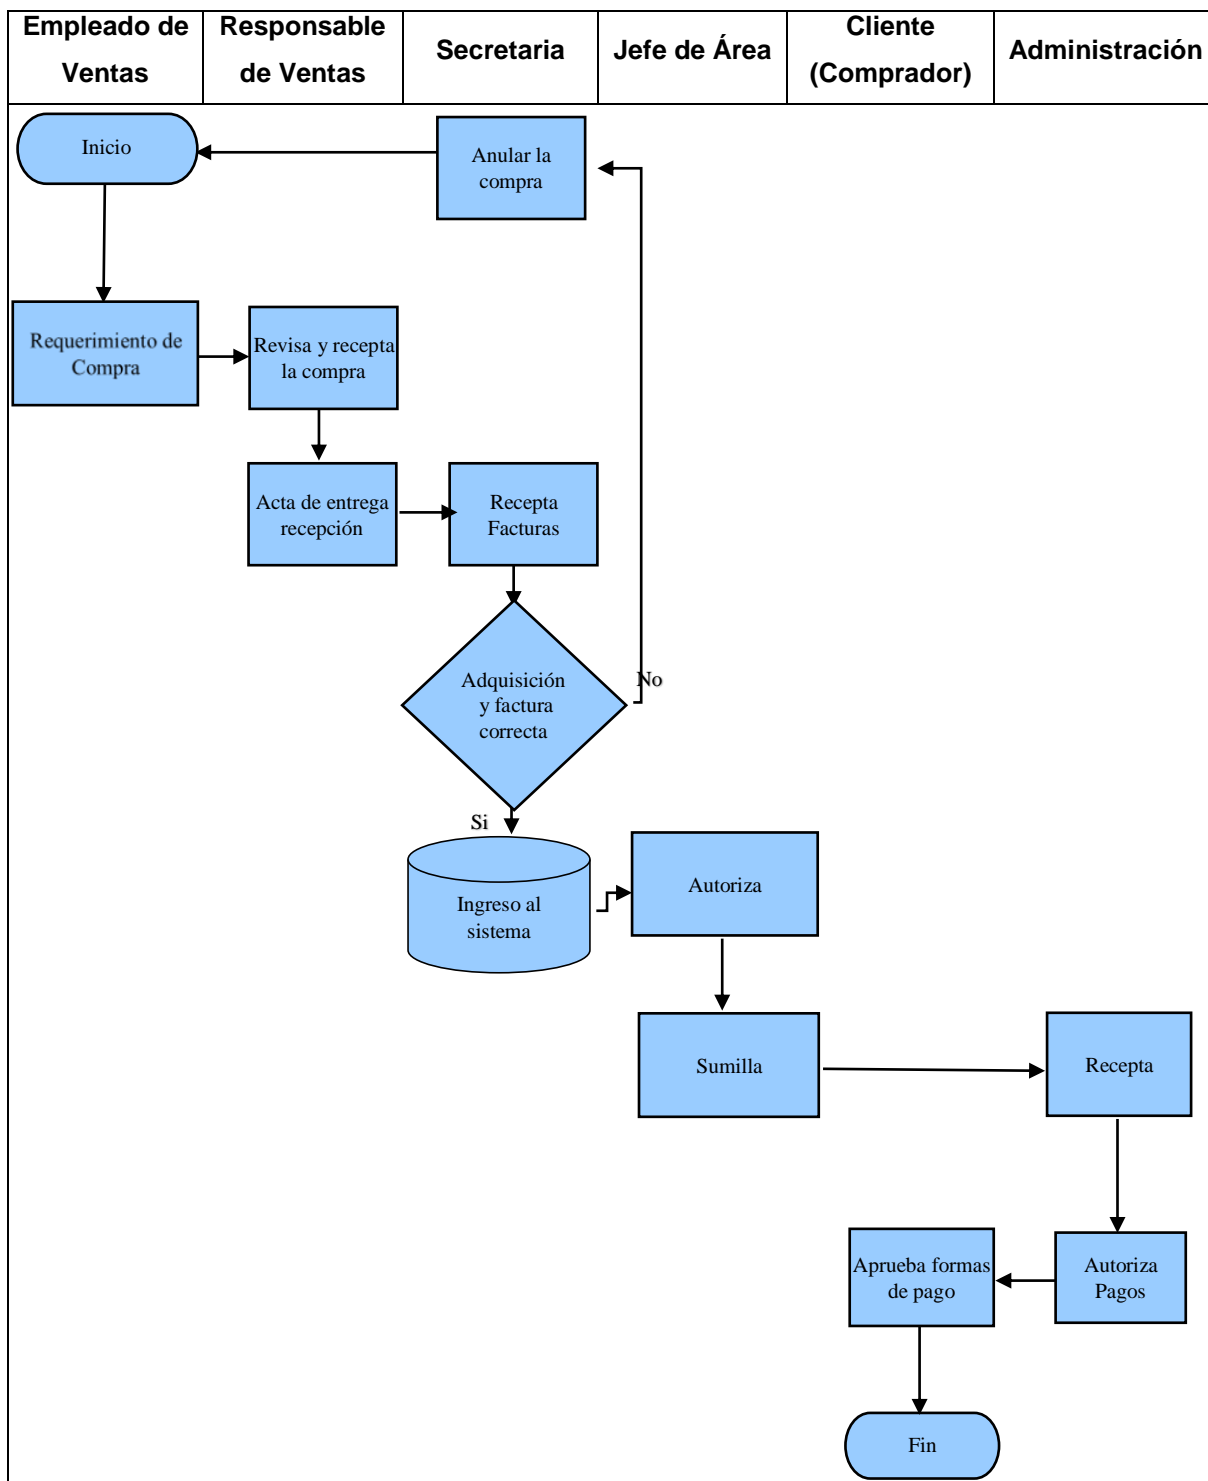 Empleado de
Ventas
Responsable
de Ventas
Secretaria
Jefe de Área
Cliente
(Comprador)
Administración
Inicio
Anular la
compra
Requerimiento de
Compra
Revisa y recepta
la compra
Acta de entrega
recepción
Recepta
Facturas
Adquisición
y factura
correcta
No
Si
Ingreso al
sistema
Autoriza
Sumilla
Recepta
Aprueba formas
de pago
Autoriza
Pagos
Fin